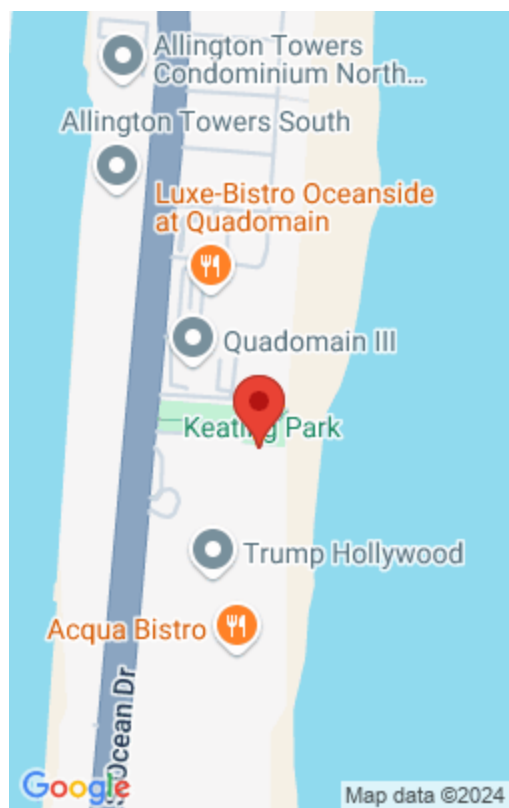 Allington Towers
Condominium North...
Allington Towers South
Luxe-Bistro Oceanside
at Quadomain
Quadomain III
Keating Park
Trump Hollywood
Acqua Bistro
Ocean Dr
Google
Map data ©2024